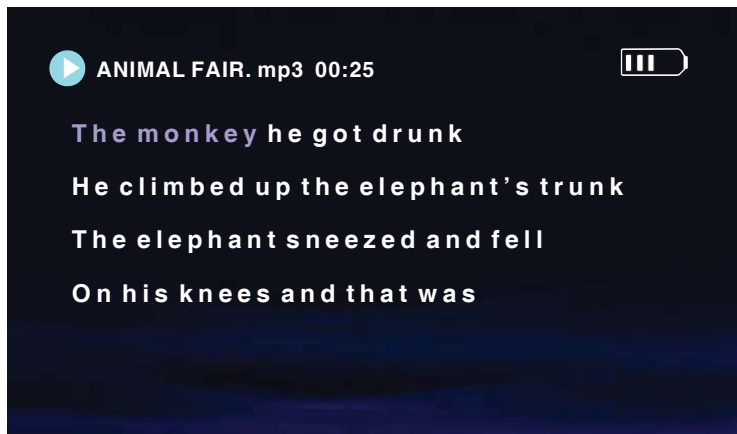 ANIMAL FAIR. mp3 00:25
The monkey he got drunk
He climbed up the elephant’s trunk
The elephant sneezed and fell
On his knees and that was